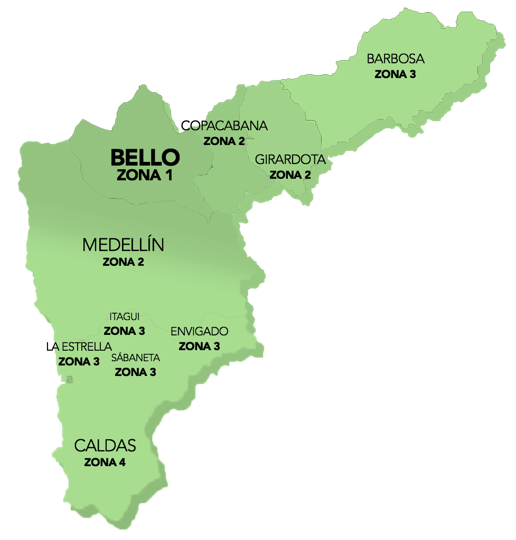 BARBOSA
ZONA 3
COPACABANA
ZONA 2
BELLO
ZONA 1
GIRARDOTA
ZONA 2
MEDELLÍN
ZONA 2
ITAGUI
ZONA 3
ENVIGADO
ZONA 3
LA ESTRELLA
ZONA 3
SÁBANETA
ZONA 3
CALDAS
ZONA 4